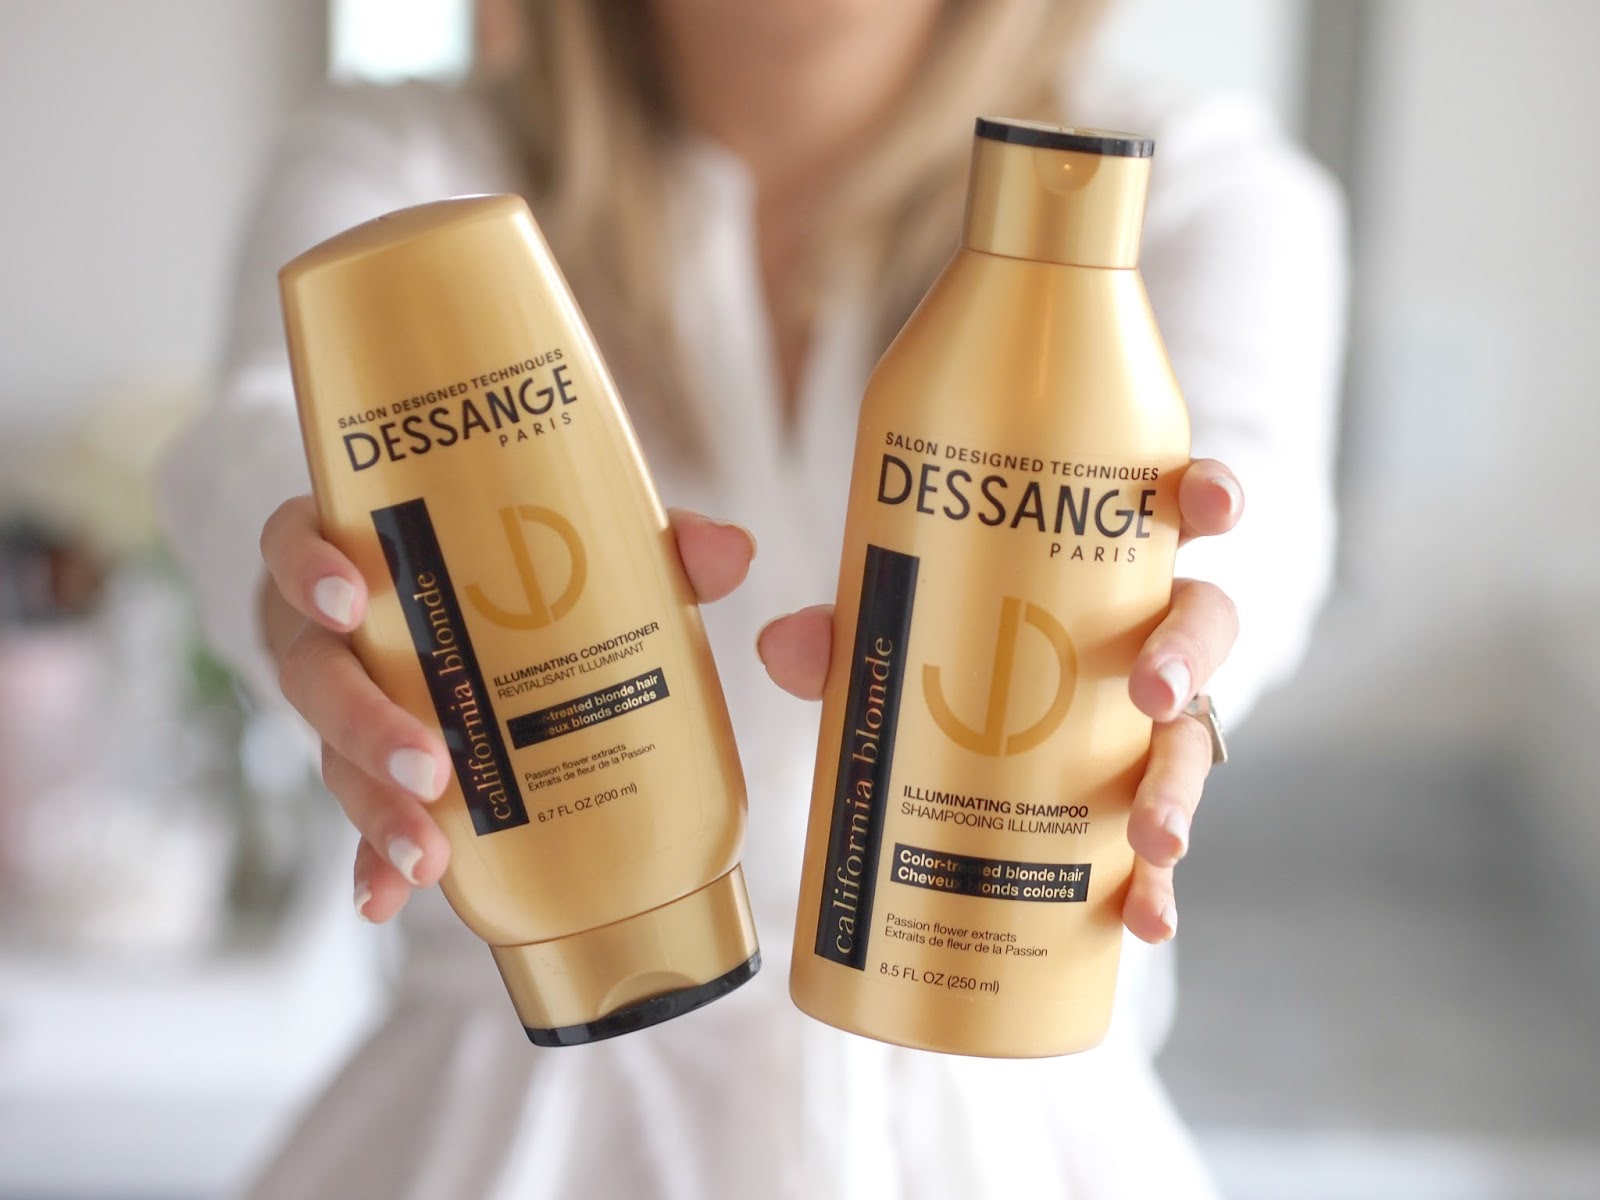 SALON DESIGNED TECHNIQUES
DESSANGE
PARIS
california blonde
ILLUMINATING CONDITIONER
REVITALISANT ILLUMINANT
Color-treated blonde hair
Cheveux blonds colorés
Passion flower extracts
Extraits de fleur de la Passion
6.7 FL OZ (200 ml)
SALON DESIGNED TECHNIQUES
DESSANGE
PARIS
california blonde
ILLUMINATING SHAMPOO
SHAMPOOING ILLUMINANT
Color-treated blonde hair
Cheveux blonds colorés
Passion flower extracts
Extraits de fleur de la Passion
8.5 FL OZ (250 ml)